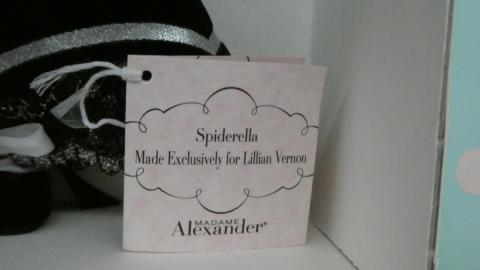 Spiderella
Made Exclusively for Lillian Vernon
MADAME
Alexander®